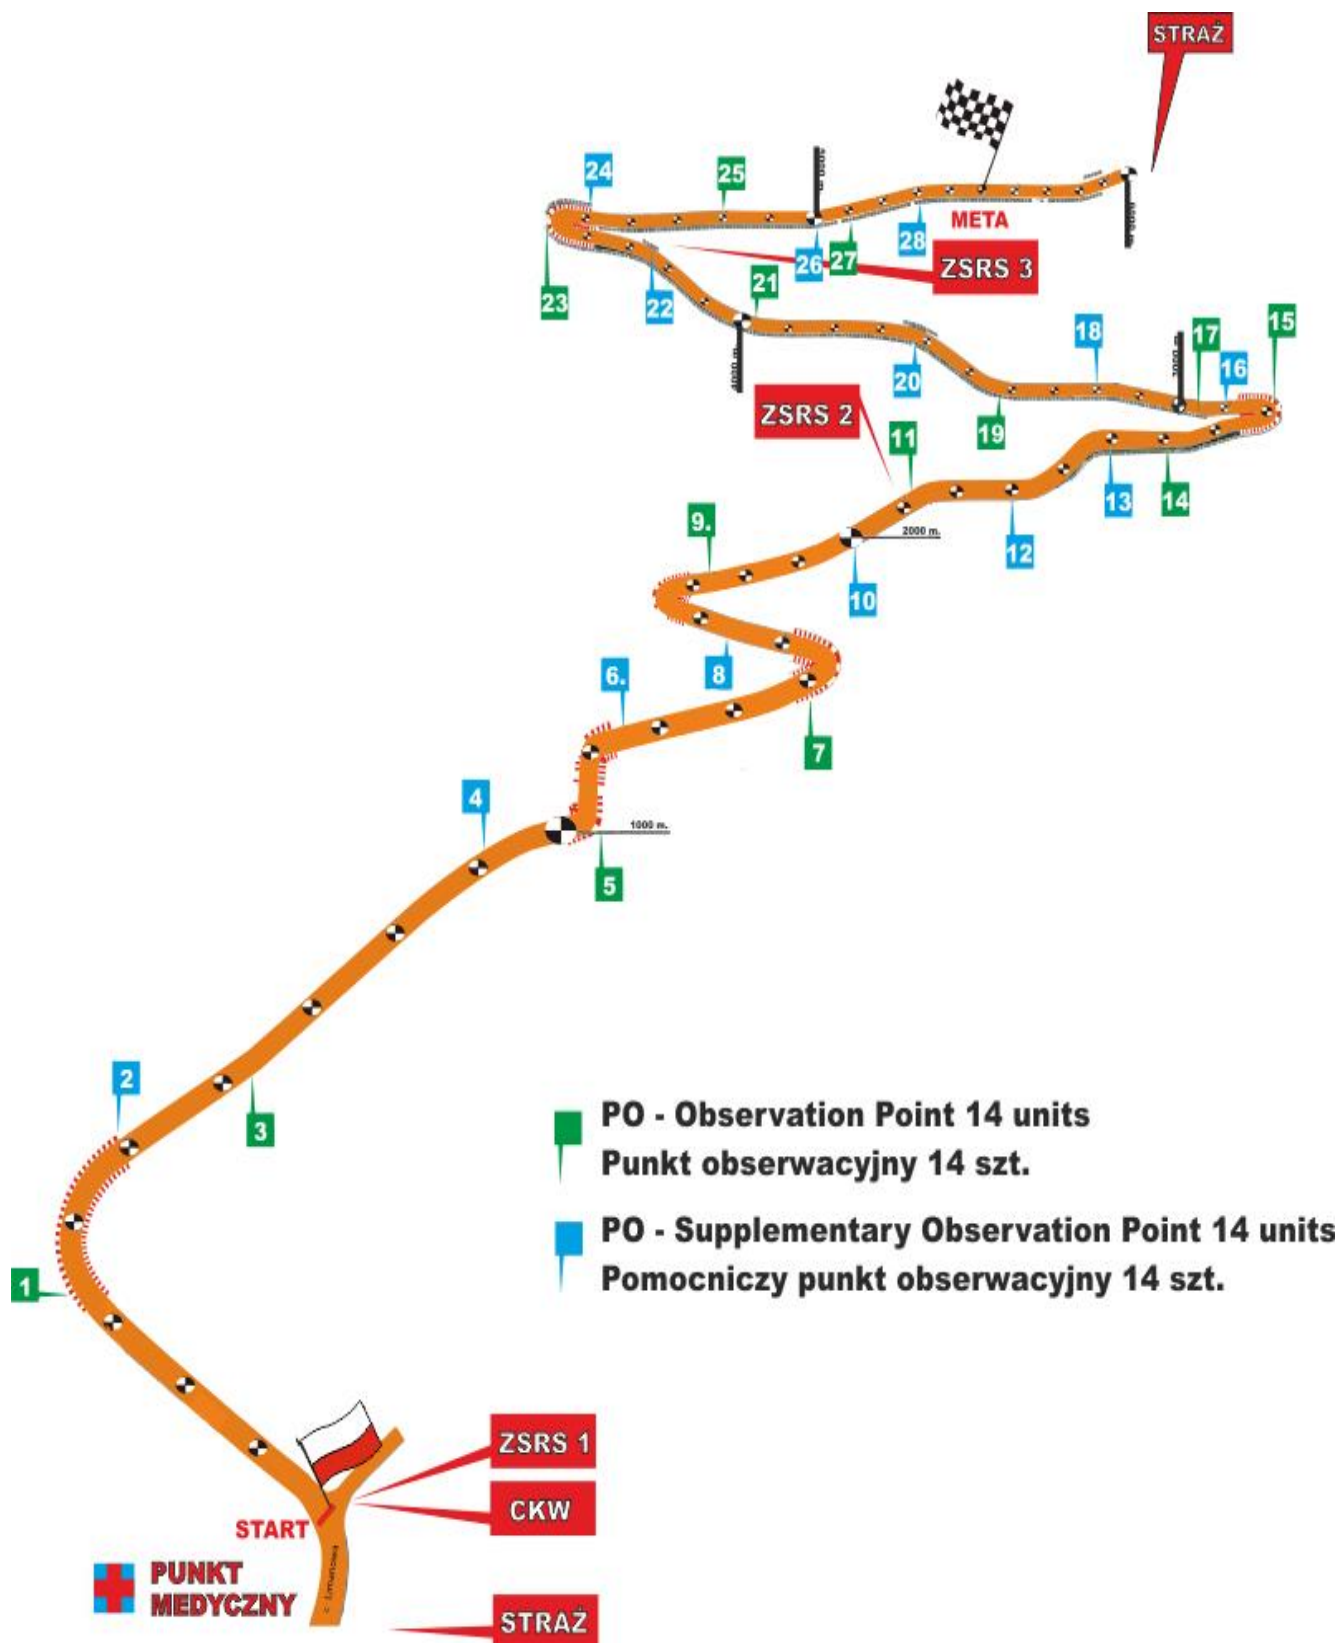 STRAŻ
24
25
5000 m.
META
28
27
26
ZSRS 3
23
22
21
4000 m.
20
18
3000 m.
17
16
15
ZSRS 2
19
11
14
13
12
2000 m.
9.
10
8
6.
7
4
1000 m.
5
2
3
PO - Observation Point 14 units
Punkt obserwacyjny 14 szt.
PO - Supplementary Observation Point 14 units
Pomocniczy punkt obserwacyjny 14 szt.
1
ZSRS 1
CKW
START
PUNKT
MEDYCZNY
STRAŻ